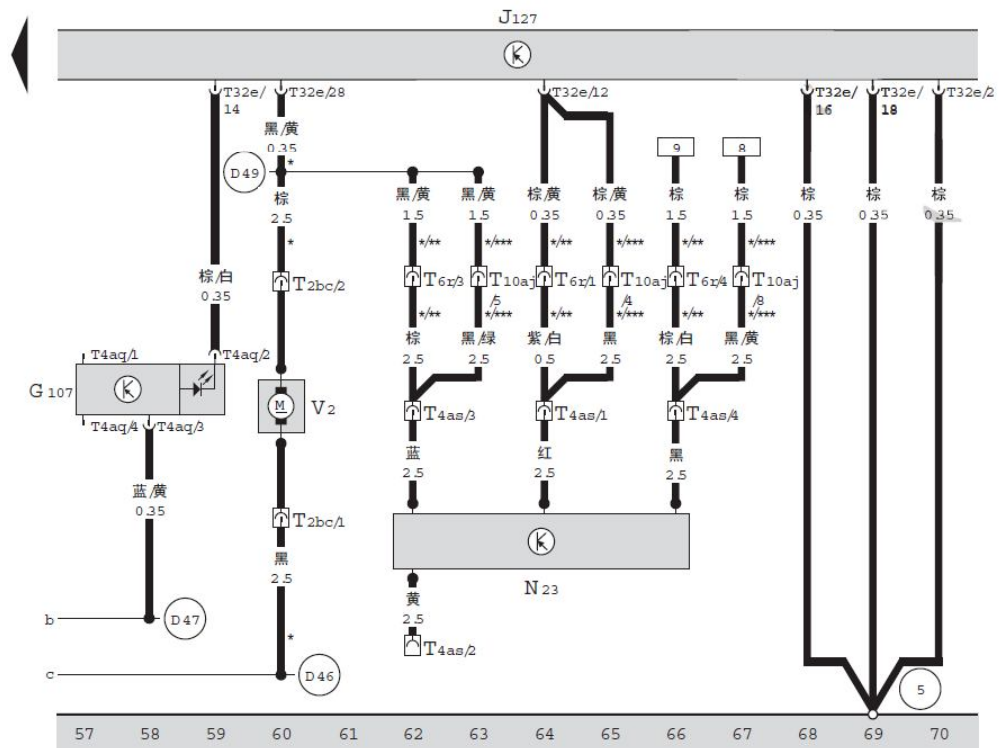 J127
T32e/14
T32e/28
T32e/12
T32e/16
T32e/18
T32e/2
黑/黄
0.35
*
D49
9
8
棕
2.5
*
黑/黄
1.5
黑/黄
1.5
棕/黄
0.35
棕/黄
0.35
棕
1.5
棕
1.5
棕
0.35
棕
0.35
棕
0.35
*/**
*/***
*/**
*/***
*/**
*/***
棕/白
0.35
T2bc/2
T6r/3
T10aj/5
T6r/1
T10aj/4
T6r/4
T10aj/8
*/**
*/***
*/**
*/***
*/**
*/***
棕
2.5
黑/绿
2.5
紫/白
0.5
黑
2.5
棕/白
2.5
黑/黄
2.5
T4aq/1
T4aq/2
G107
M
V2
T4as/3
T4as/1
T4as/4
T4aq/4
T4aq/3
蓝
2.5
红
2.5
黑
2.5
蓝/黄
0.35
T2bc/1
黑
2.5
N23
黄
2.5
b
D47
*
T4as/2
c
D46
5
57 58 59 60 61 62 63 64 65 66 67 68 69 70